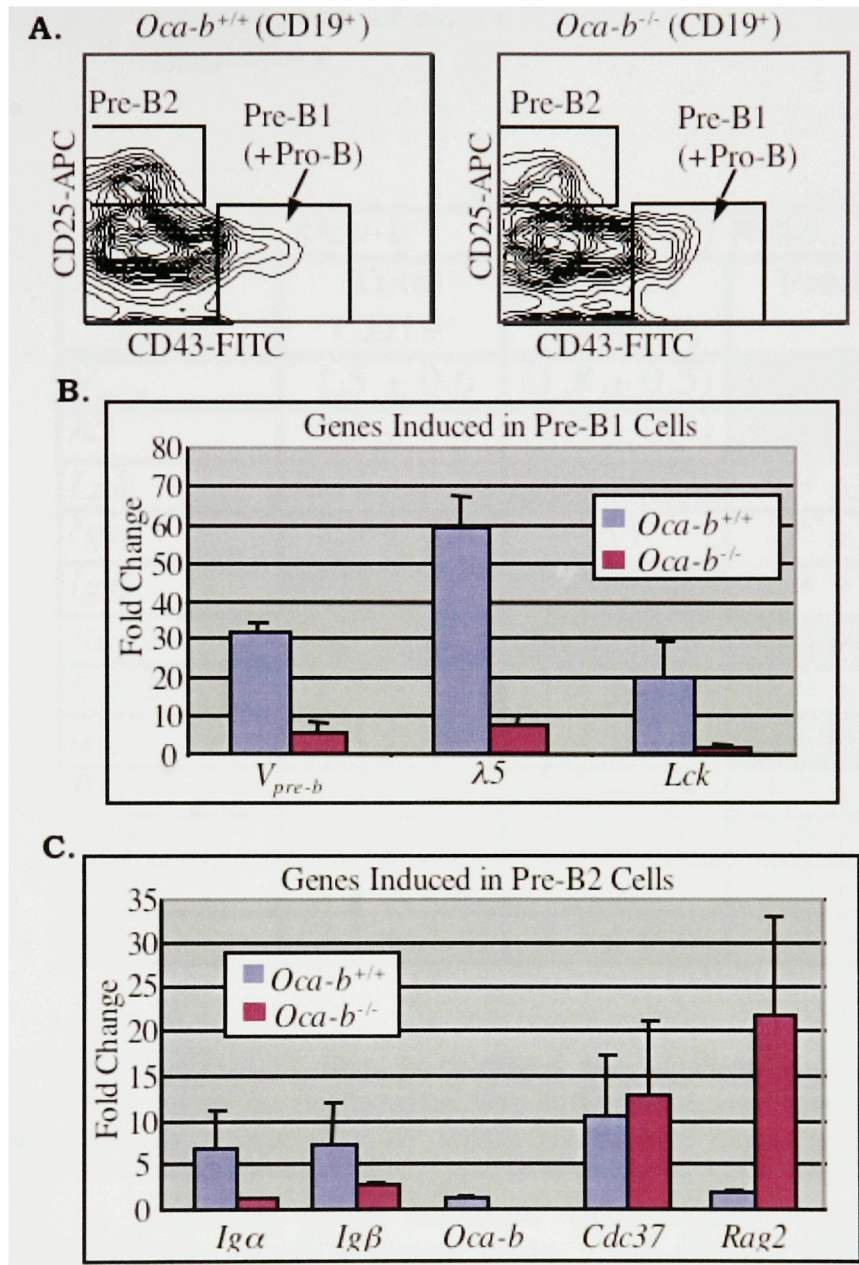 A.
Oca-b+/+ (CD19+)
Oca-b-/- (CD19+)
Pre-B2
Pre-B1
(+Pro-B)
CD25-APC
CD43-FITC
Pre-B2
Pre-B1
(+Pro-B)
CD25-APC
CD43-FITC
B.
Genes Induced in Pre-B1 Cells
Fold Change
80
70
60
50
40
30
20
10
0
Oca-b+/+
Oca-b-/-
Vpre-b
λ5
Lck
C.
Genes Induced in Pre-B2 Cells
Fold Change
35
30
25
20
15
10
5
0
Oca-b+/+
Oca-b-/-
Igα
Igβ
Oca-b
Cdc37
Rag2